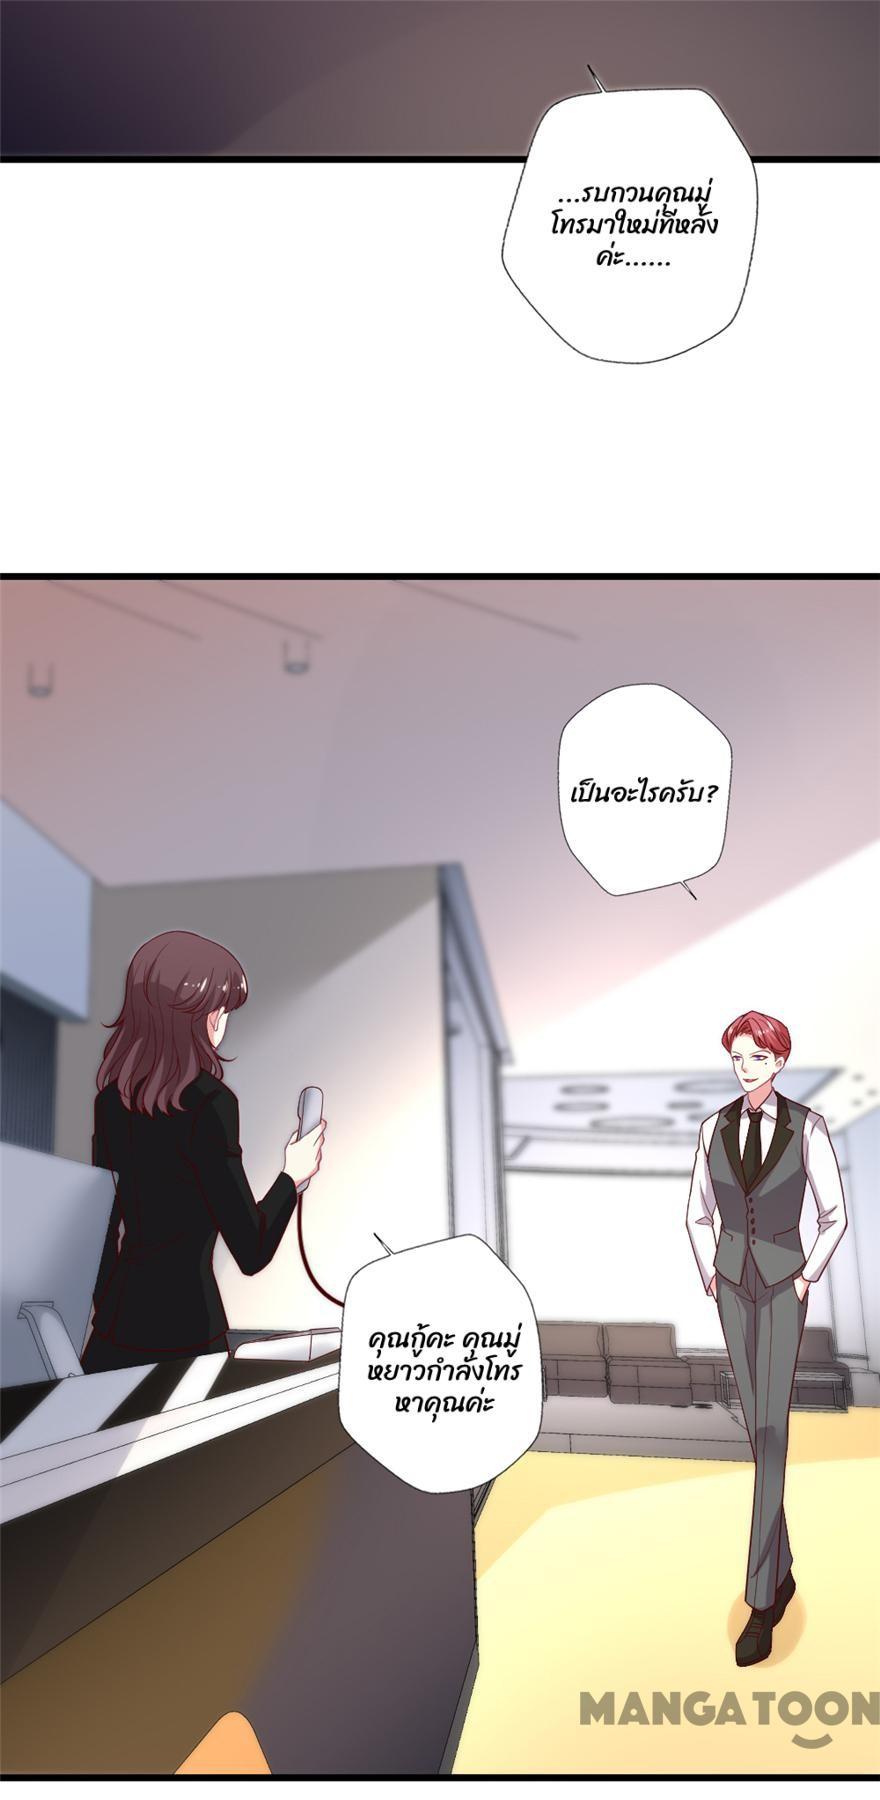 ...รบกวนคุณมู่
โทรมาใหม่ทีหลัง
ค่ะ......
เป็นอะไรครับ?
คุณกู้คะ คุณมู่
หยาวกำลังโทร
หาคุณค่ะ
MANGATOON